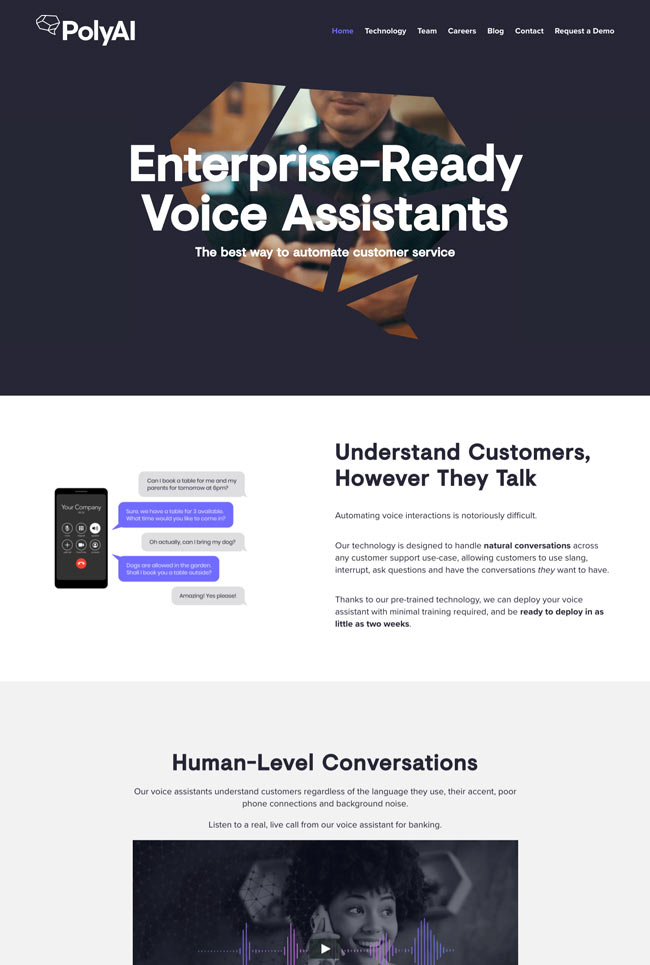 PolyAI
Home Technology Team Careers Blog Contact Request a Demo
Enterprise-Ready
Voice Assistants
The best way to automate customer service
Understand Customers,
However They Talk
Automating voice interactions is notoriously difficult.
Our technology is designed to handle natural conversations across
any customer support use-case, allowing customers to use slang,
interrupt, ask questions and have the conversations they want to have.
Thanks to our pre-trained technology, we can deploy your voice
assistant with minimal training required, and be ready to deploy in as
little as two weeks.
Your Company
Can I book a table for me and my
parents for tomorrow at 6pm?
Sure, we have a table for 3 available.
What time would you like to come in?
Oh actually, can I bring my dog?
Dogs are allowed in the garden.
Shall I book you a table outside?
Amazing! Yes please!
Human-Level Conversations
Our voice assistants understand customers regardless of the language they use, their accent, poor
phone connections and background noise.
Listen to a real, live call from our voice assistant for banking.